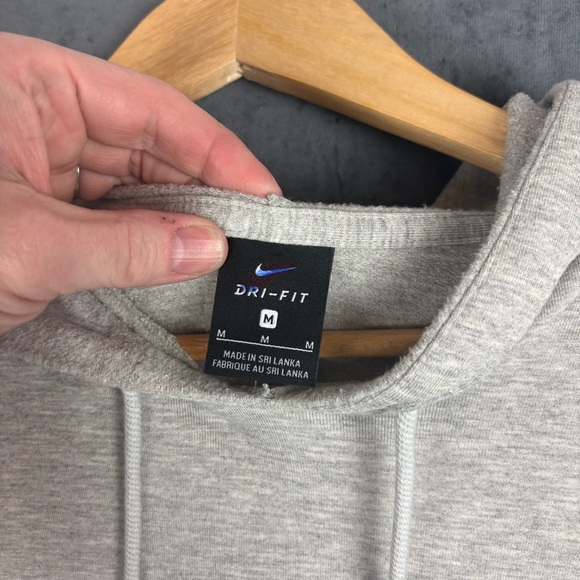 DRI-FIT
M
M M M
MADE IN SRI LANKA
FABRIQUE AU SRI LANKA